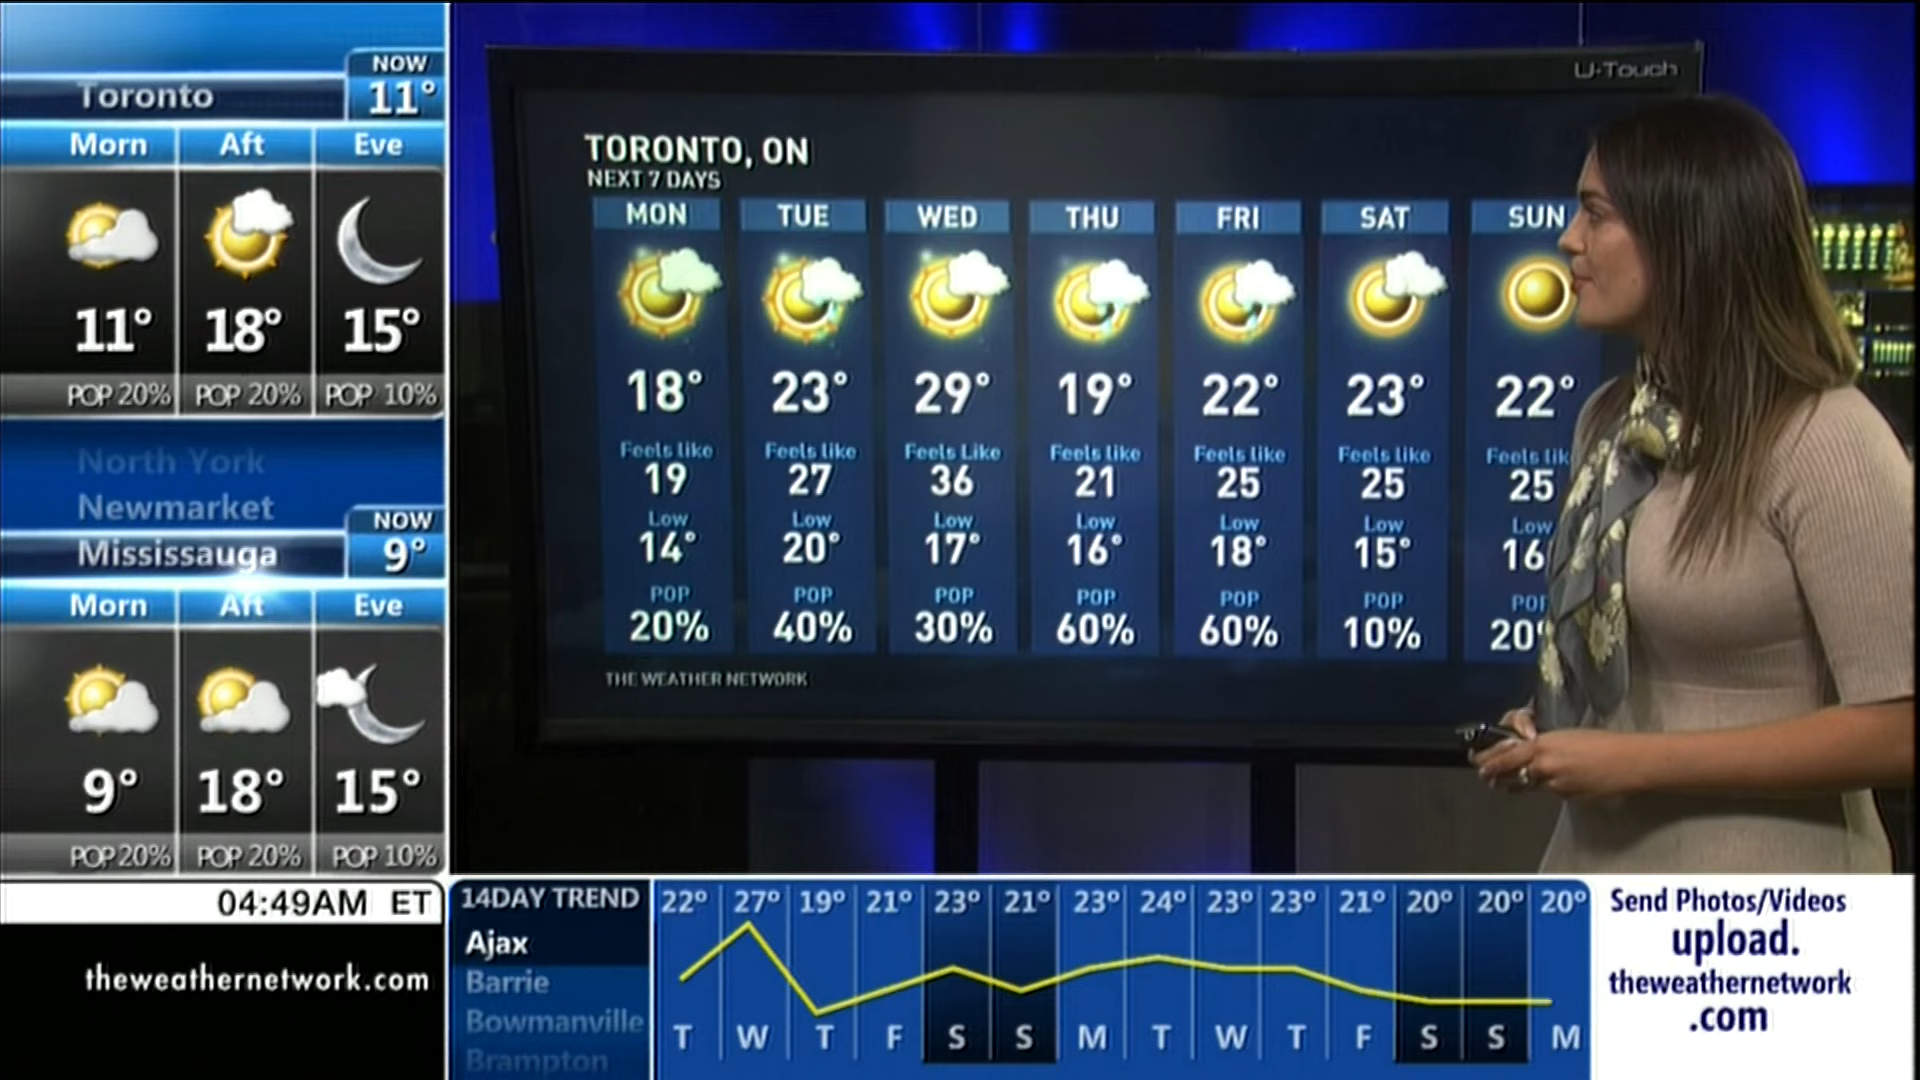 Toronto
NOW
11°
Morn Aft Eve
11° 18° 15°
POP 20% POP 20% POP 10%
North York
Newmarket
Mississauga
NOW
9°
Morn Aft Eve
9° 18° 15°
POP 20% POP 20% POP 10%
04:49AM ET
theweathernetwork.com
U-Touch
TORONTO, ON
NEXT 7 DAYS
MON TUE WED THU FRI SAT SUN
18° 23° 29° 19° 22° 23° 22°
Feels like Feels like Feels Like Feels like Feels like Feels like Feels lik
19 27 36 21 25 25 25
Low Low Low Low Low Low Low
14° 20° 17° 16° 18° 15° 16
POP POP POP POP POP POP POP
20% 40% 30% 60% 60% 10% 20
THE WEATHER NETWORK
14DAY TREND
Ajax
Barrie
Bowmanville
Brampton
22° 27° 19° 21° 23° 21° 23° 24° 23° 23° 21° 20° 20° 20°
T W T F S S M T W T F S S M
Send Photos/Videos
upload.
theweathernetwork
.com